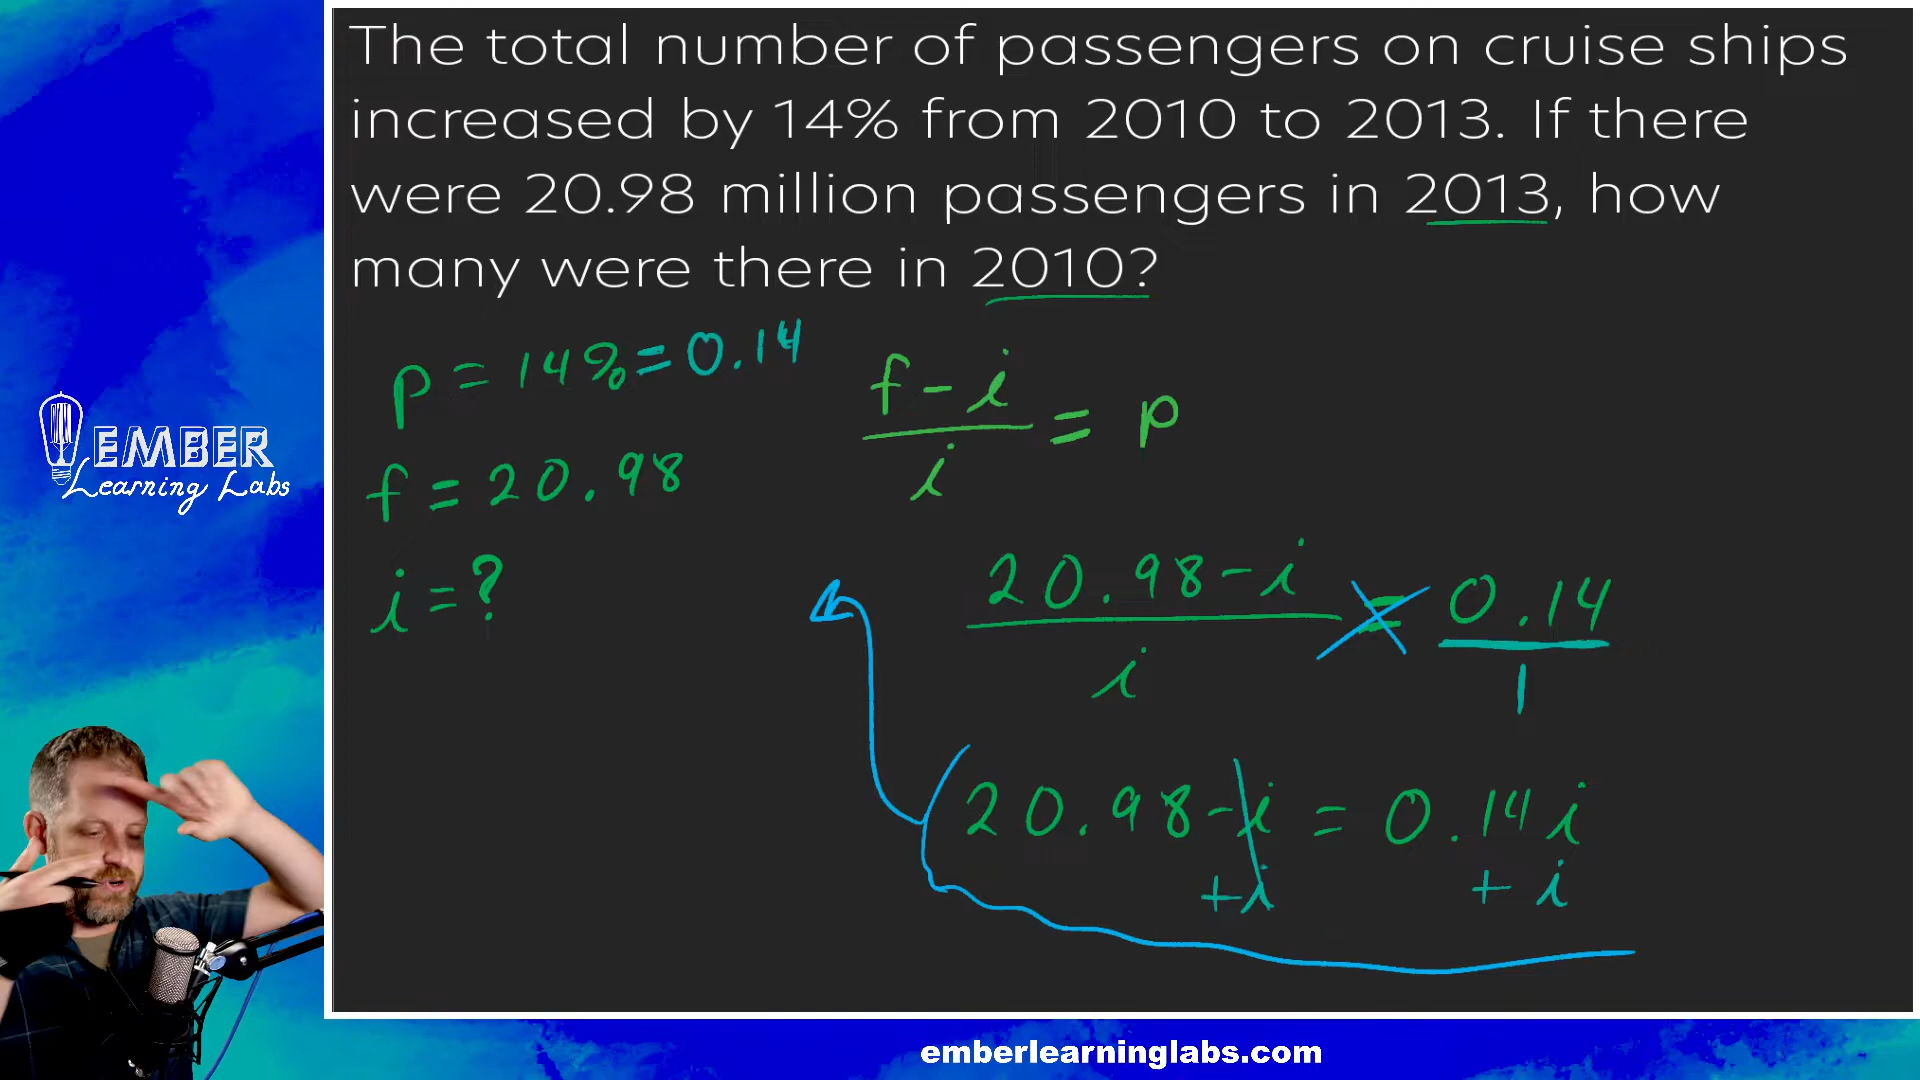 The total number of passengers on cruise ships
increased by 14% from 2010 to 2013. If there
were 20.98 million passengers in 2013, how
many were there in 2010?
p = 14% = 0.14
f - i
i
= p
f = 20.98
i = ?
20.98 - i
i
= 0.14
1
20.98 - i = 0.14i
+i + i
EMBER
Learning Labs
emberlearninglabs.com